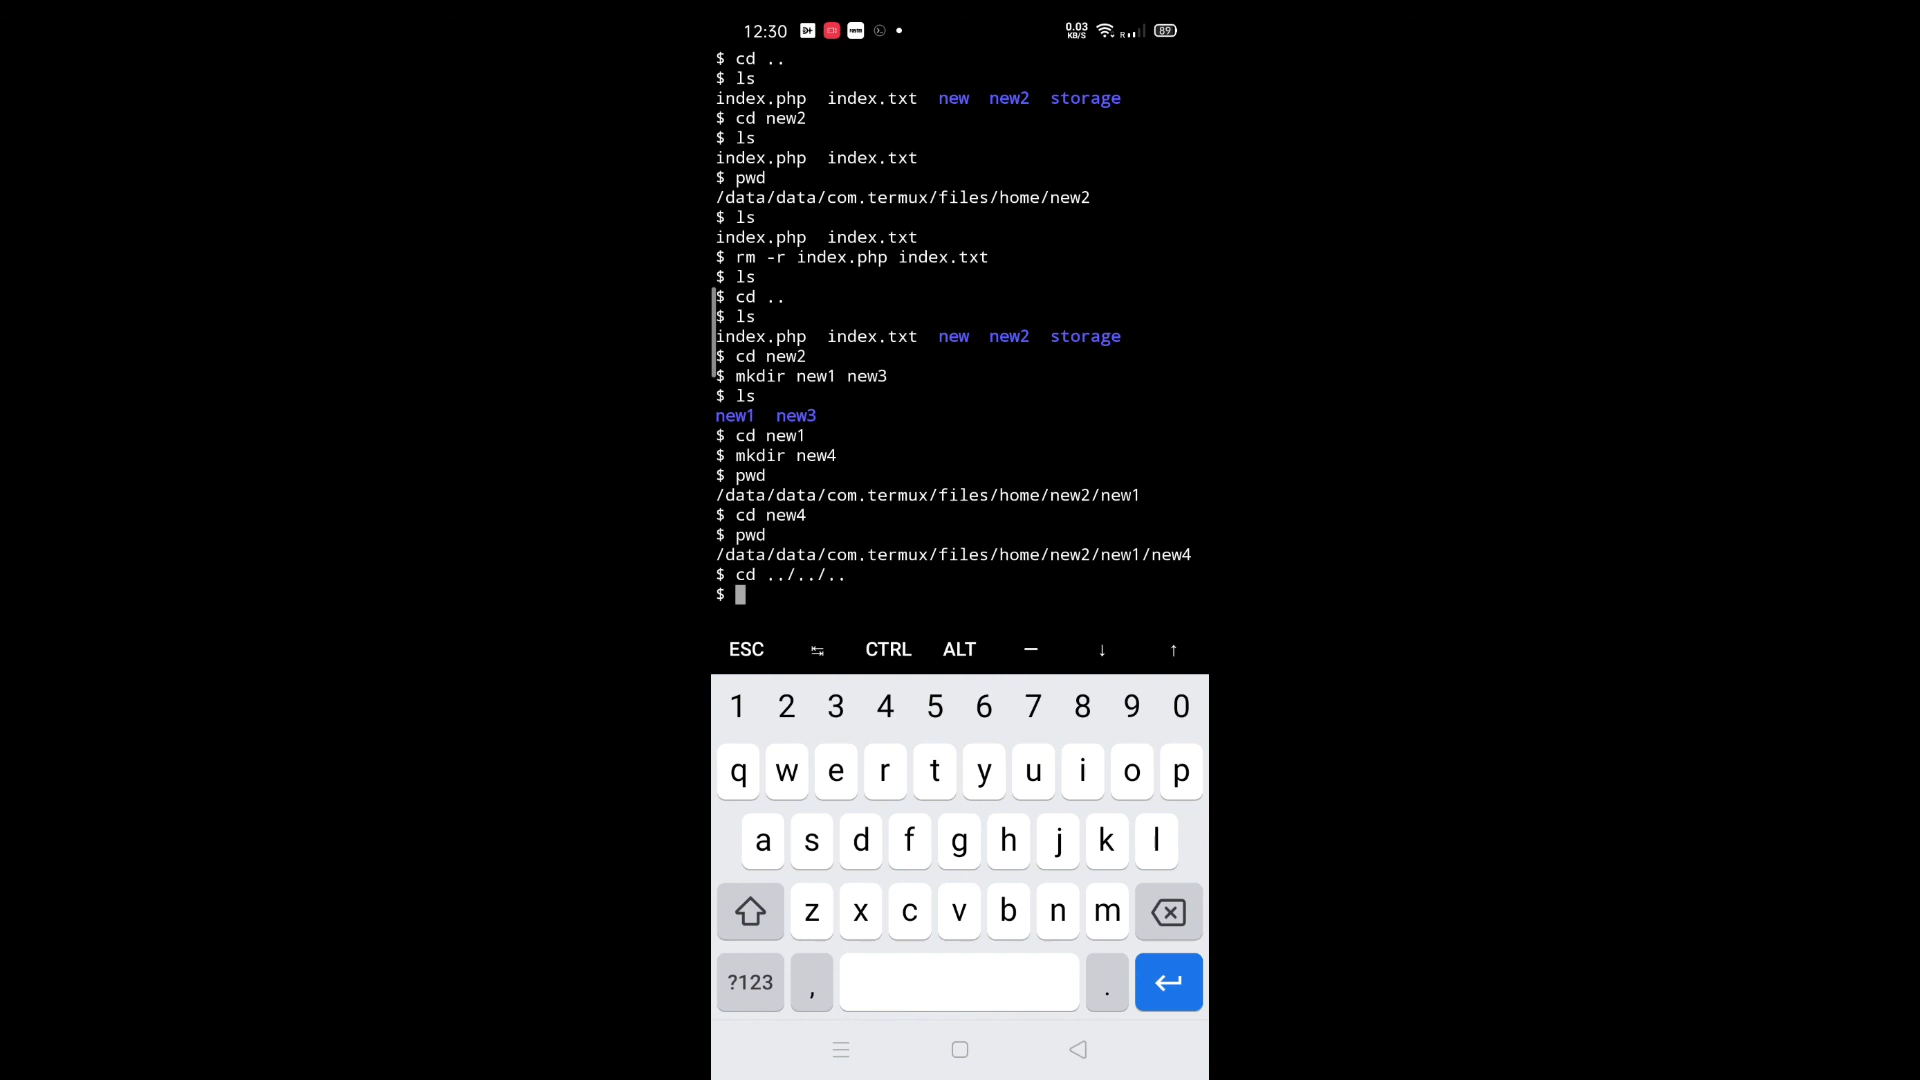 12:30 0.03 KB/S R 89
$ cd ..
$ ls
index.php  index.txt  new  new2  storage
$ cd new2
$ ls
index.php  index.txt
$ pwd
/data/data/com.termux/files/home/new2
$ ls
index.php  index.txt
$ rm -r index.php index.txt
$ ls
$ cd ..
$ ls
index.php  index.txt  new  new2  storage
$ cd new2
$ mkdir new1 new3
$ ls
new1  new3
$ cd new1
$ mkdir new4
$ pwd
/data/data/com.termux/files/home/new2/new1
$ cd new4
$ pwd
/data/data/com.termux/files/home/new2/new1/new4
$ cd ../../..
$
ESC ↹ CTRL ALT — ↓ ↑
1 2 3 4 5 6 7 8 9 0
q w e r t y u i o p
a s d f g h j k l
z x c v b n m
?123 , .